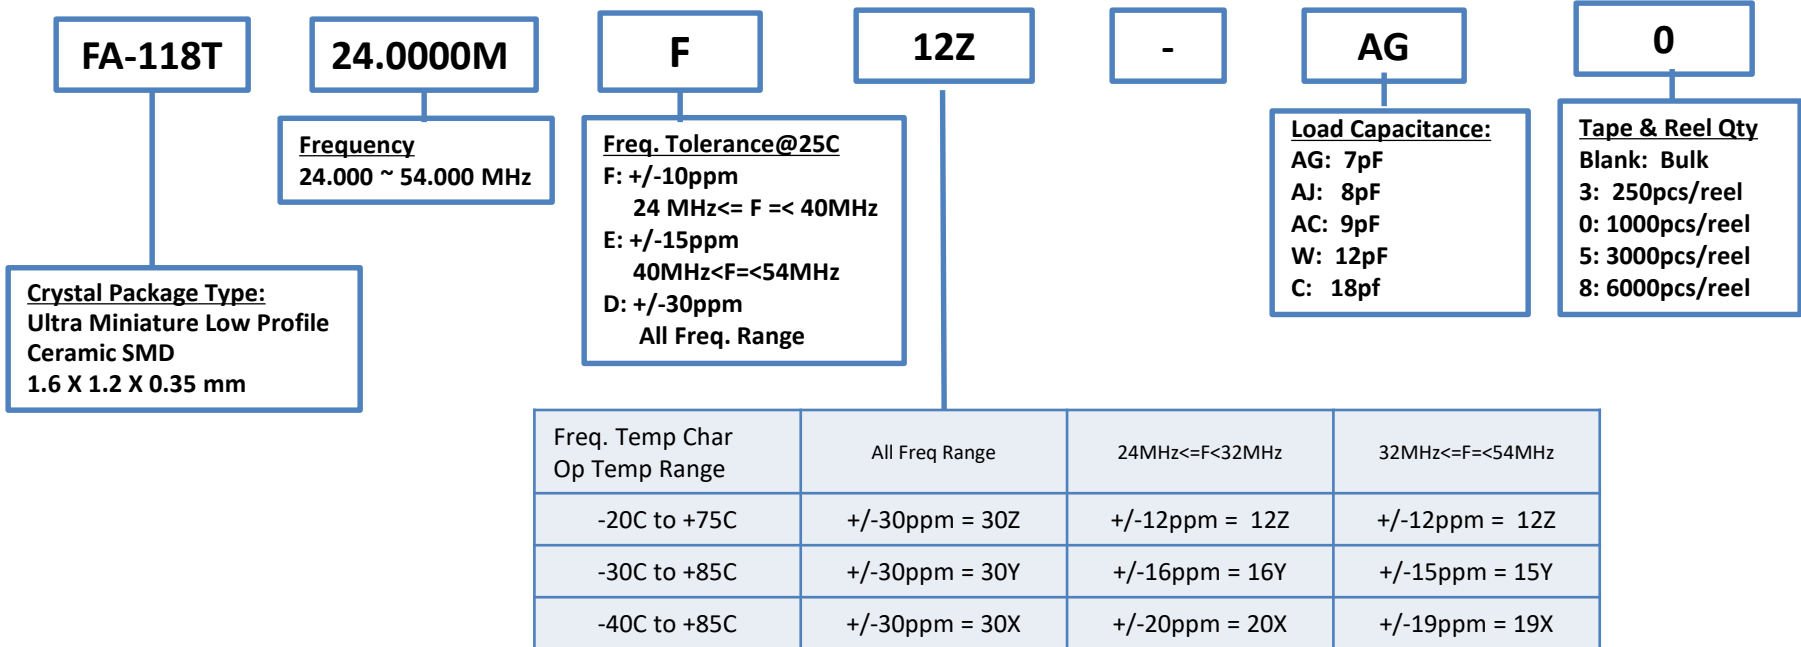 FA-118T
24.0000M
F
12Z
-
AG
0
Frequency
24.000 ~ 54.000 MHz
Freq. Tolerance@25C
F: +/-10ppm
24 MHz<= F =< 40MHz
E: +/-15ppm
40MHz<F=<54MHz
D: +/-30ppm
All Freq. Range
Load Capacitance:
AG: 7pF
AJ: 8pF
AC: 9pF
W: 12pF
C: 18pf
Tape & Reel Qty
Blank: Bulk
3: 250pcs/reel
0: 1000pcs/reel
5: 3000pcs/reel
8: 6000pcs/reel
Crystal Package Type:
Ultra Miniature Low Profile
Ceramic SMD
1.6 X 1.2 X 0.35 mm
Freq. Temp Char
Op Temp Range
All Freq Range
24MHz<=F<32MHz
32MHz<=F=<54MHz
-20C to +75C
+/-30ppm = 30Z
+/-12ppm = 12Z
+/-12ppm = 12Z
-30C to +85C
+/-30ppm = 30Y
+/-16ppm = 16Y
+/-15ppm = 15Y
-40C to +85C
+/-30ppm = 30X
+/-20ppm = 20X
+/-19ppm = 19X